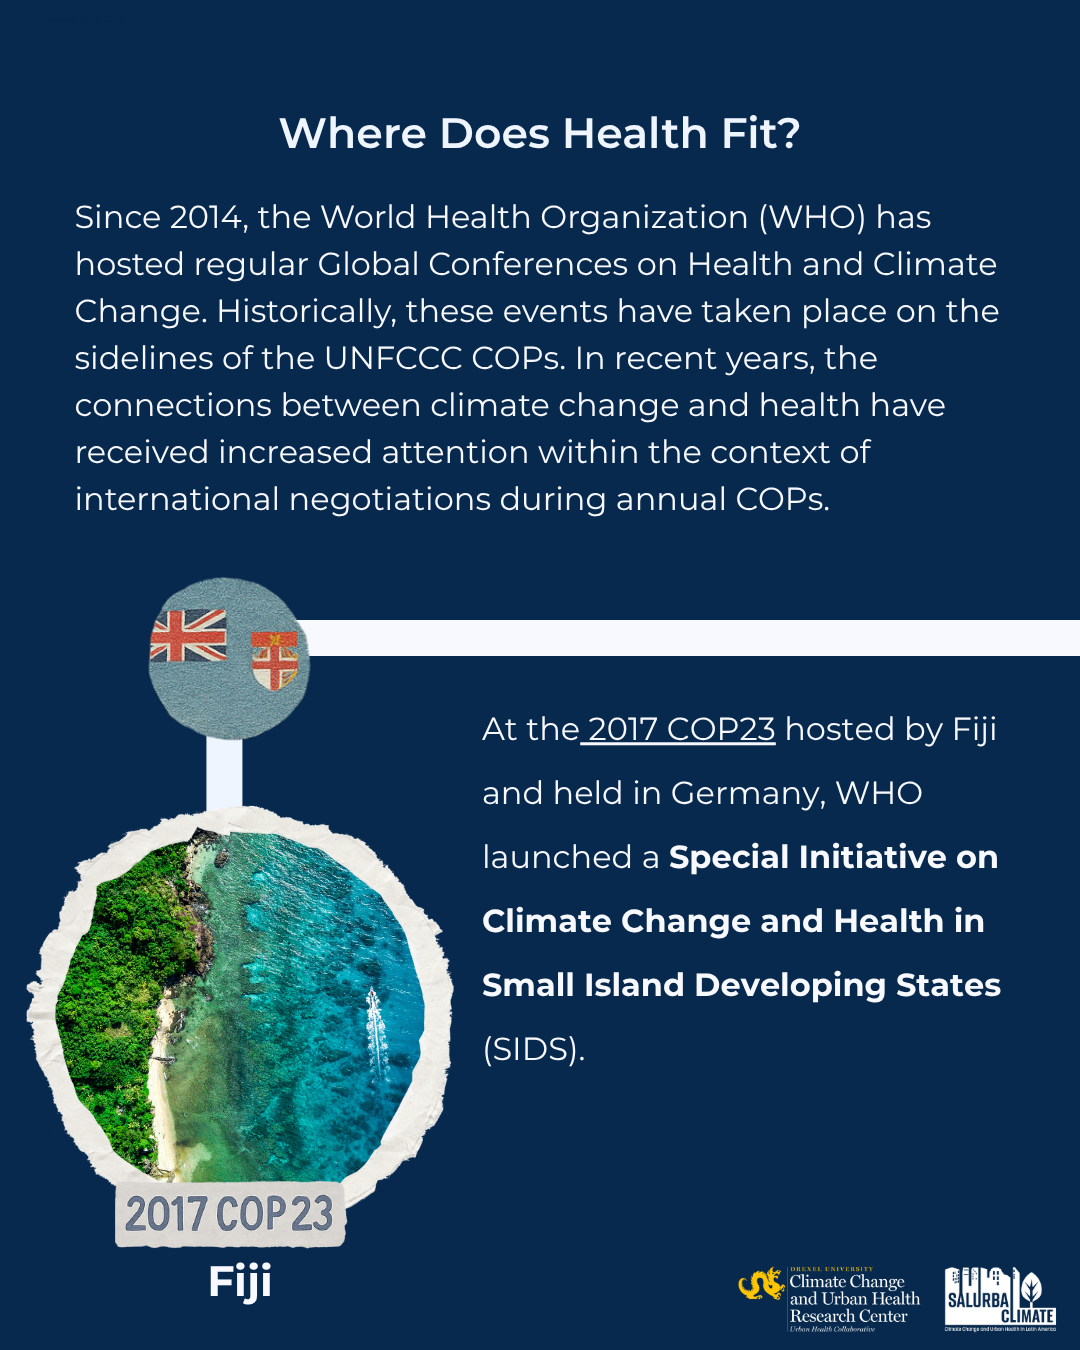 Where Does Health Fit?
Since 2014, the World Health Organization (WHO) has
hosted regular Global Conferences on Health and Climate
Change. Historically, these events have taken place on the
sidelines of the UNFCCC COPs. In recent years, the
connections between climate change and health have
received increased attention within the context of
international negotiations during annual COPs.
At the 2017 COP23 hosted by Fiji
and held in Germany, WHO
launched a Special Initiative on
Climate Change and Health in
Small Island Developing States
(SIDS).
2017 COP 23
Fiji
DREXEL UNIVERSITY
Climate Change
and Urban Health
Research Center
Urban Health Collaborative
SALURBAL
CLIMATE
Climate Change and Urban Health in Latin America